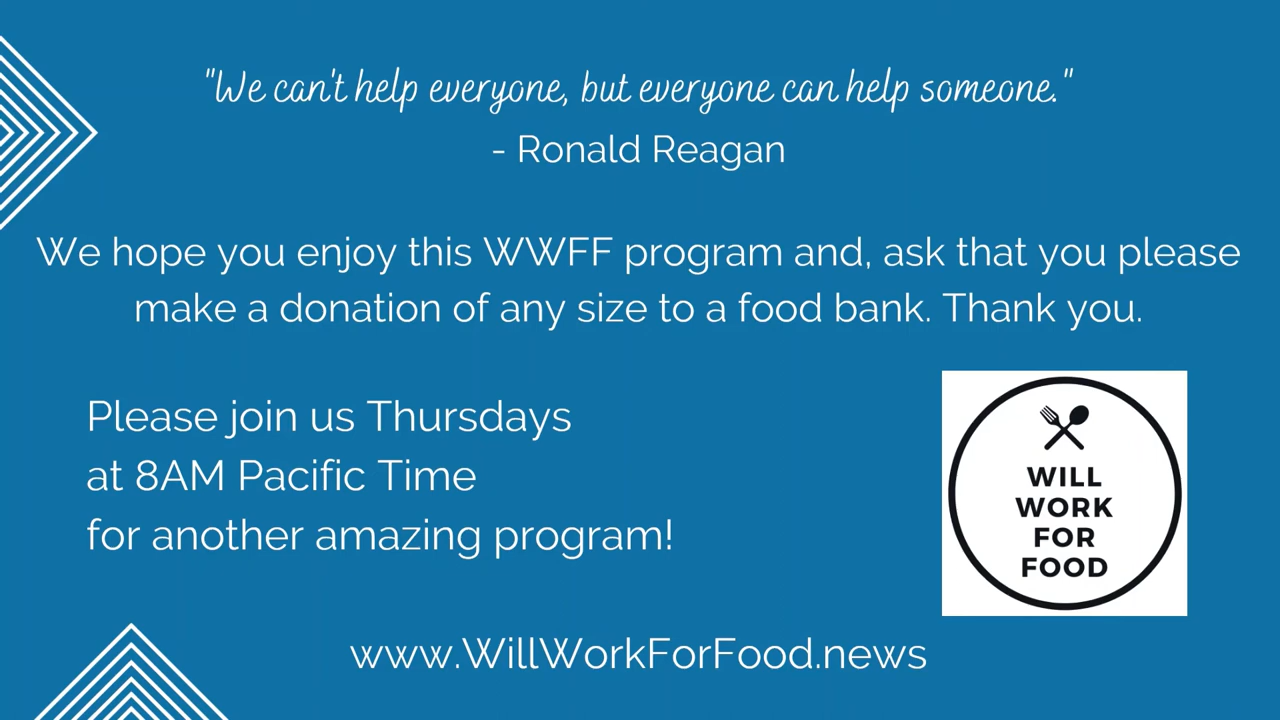 "We can't help everyone, but everyone can help someone."
- Ronald Reagan
We hope you enjoy this WWFF program and, ask that you please
make a donation of any size to a food bank. Thank you.
Please join us Thursdays
at 8AM Pacific Time
for another amazing program!
WILL
WORK
FOR
FOOD
www.WillWorkForFood.news